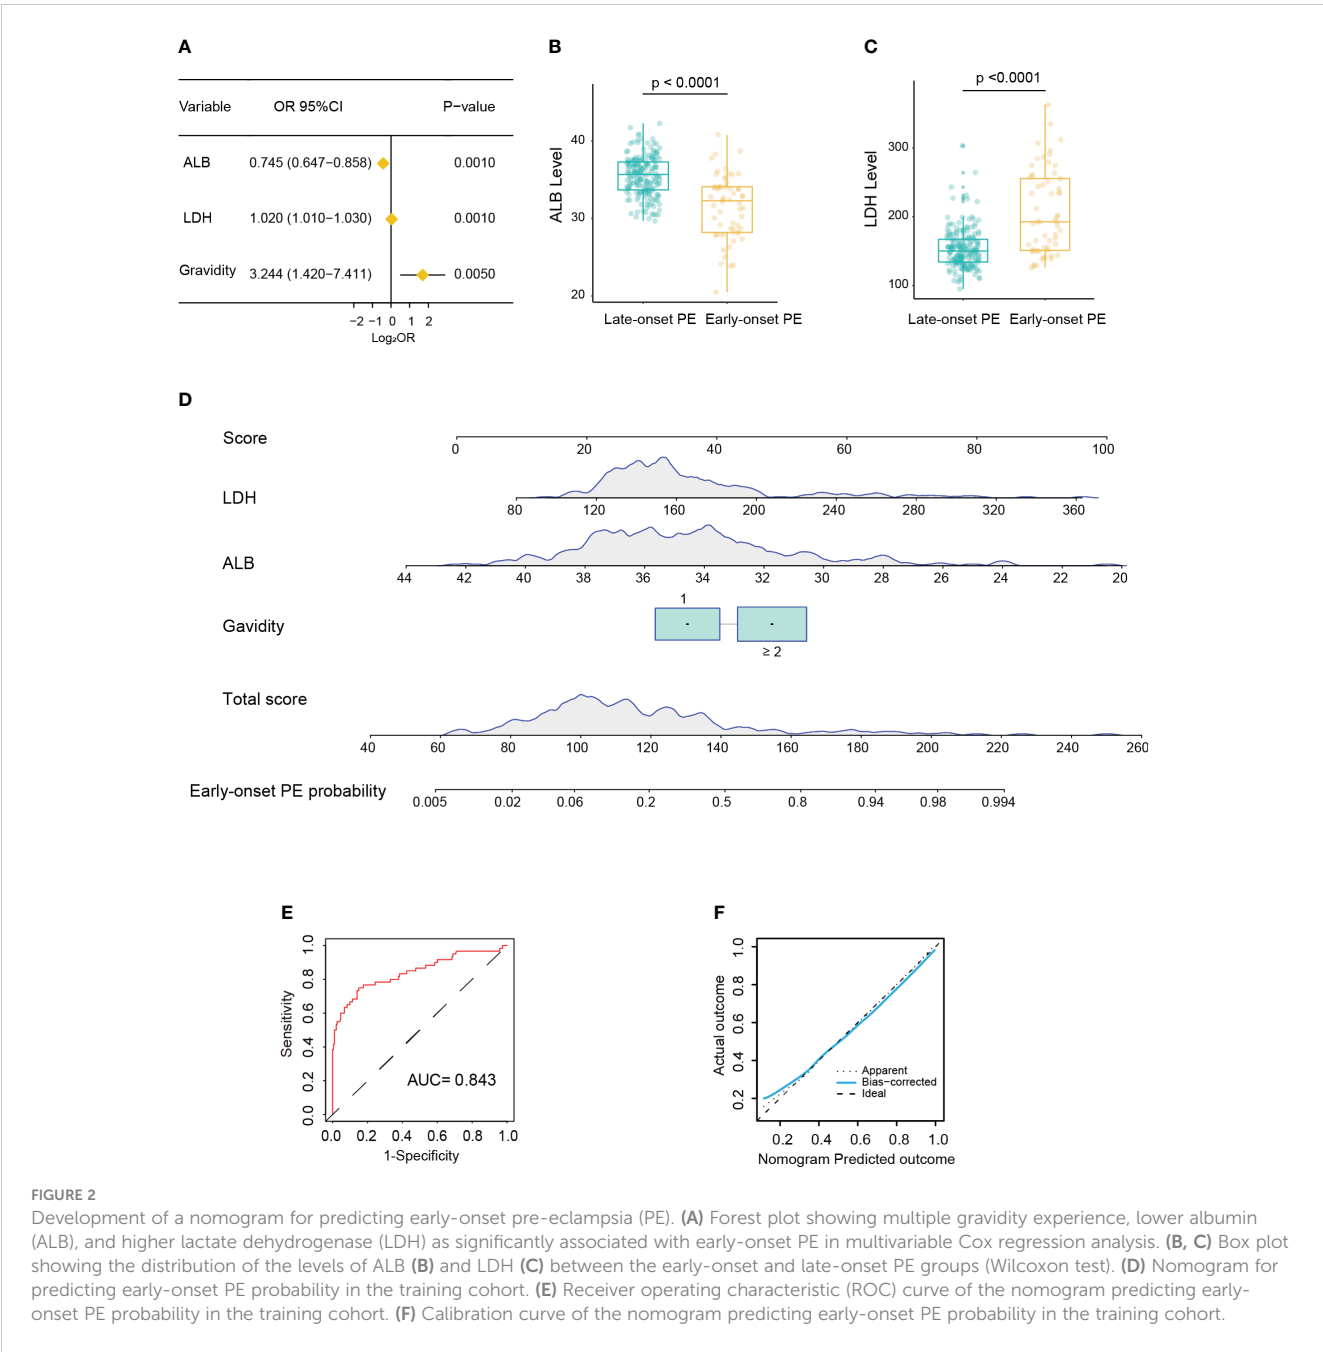 A
Variable OR 95%CI P-value
ALB 0.745 (0.647-0.858) 0.0010
LDH 1.020 (1.010-1.030) 0.0010
Gravidity 3.244 (1.420-7.411) 0.0050
-2 -1 0 1 2
Log₂OR
B
p < 0.0001
ALB Level
40
30
20
Late-onset PE Early-onset PE
C
p <0.0001
LDH Level
300
200
100
Late-onset PE Early-onset PE
D
Score
0 20 40 60 80 100
LDH
80 120 160 200 240 280 320 360
ALB
44 42 40 38 36 34 32 30 28 26 24 22 20
1
Gavidity
≥ 2
Total score
40 60 80 100 120 140 160 180 200 220 240 260
Early-onset PE probability
0.005 0.02 0.06 0.2 0.5 0.8 0.94 0.98 0.994
E
Sensitivity
1.0
0.8
0.6
0.4
0.2
0.0
AUC= 0.843
0.0 0.2 0.4 0.6 0.8 1.0
1-Specificity
F
Actual outcome
1.0
0.8
0.6
0.4
0.2
Apparent
Bias-corrected
Ideal
0.2 0.4 0.6 0.8 1.0
Nomogram Predicted outcome
FIGURE 2
Development of a nomogram for predicting early-onset pre-eclampsia (PE). (A) Forest plot showing multiple gravidity experience, lower albumin
(ALB), and higher lactate dehydrogenase (LDH) as significantly associated with early-onset PE in multivariable Cox regression analysis. (B, C) Box plot
showing the distribution of the levels of ALB (B) and LDH (C) between the early-onset and late-onset PE groups (Wilcoxon test). (D) Nomogram for
predicting early-onset PE probability in the training cohort. (E) Receiver operating characteristic (ROC) curve of the nomogram predicting early-
onset PE probability in the training cohort. (F) Calibration curve of the nomogram predicting early-onset PE probability in the training cohort.